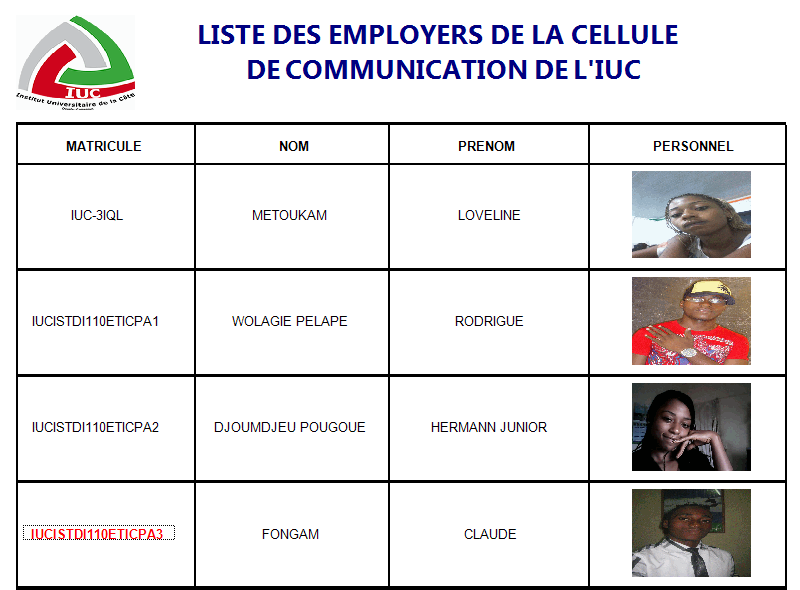 LISTE DES EMPLOYERS DE LA CELLULE
DE COMMUNICATION DE L'IUC
IUC
Institut Universitaire de la Côte
MATRICULE NOM PRENOM PERSONNEL
IUC-3IQL METOUKAM LOVELINE
IUCISTDI110ETICPA1 WOLAGIE PELAPE RODRIGUE
IUCISTDI110ETICPA2 DJOUMDJEU POUGOUE HERMANN JUNIOR
IUCISTDI110ETICPA3 FONGAM CLAUDE